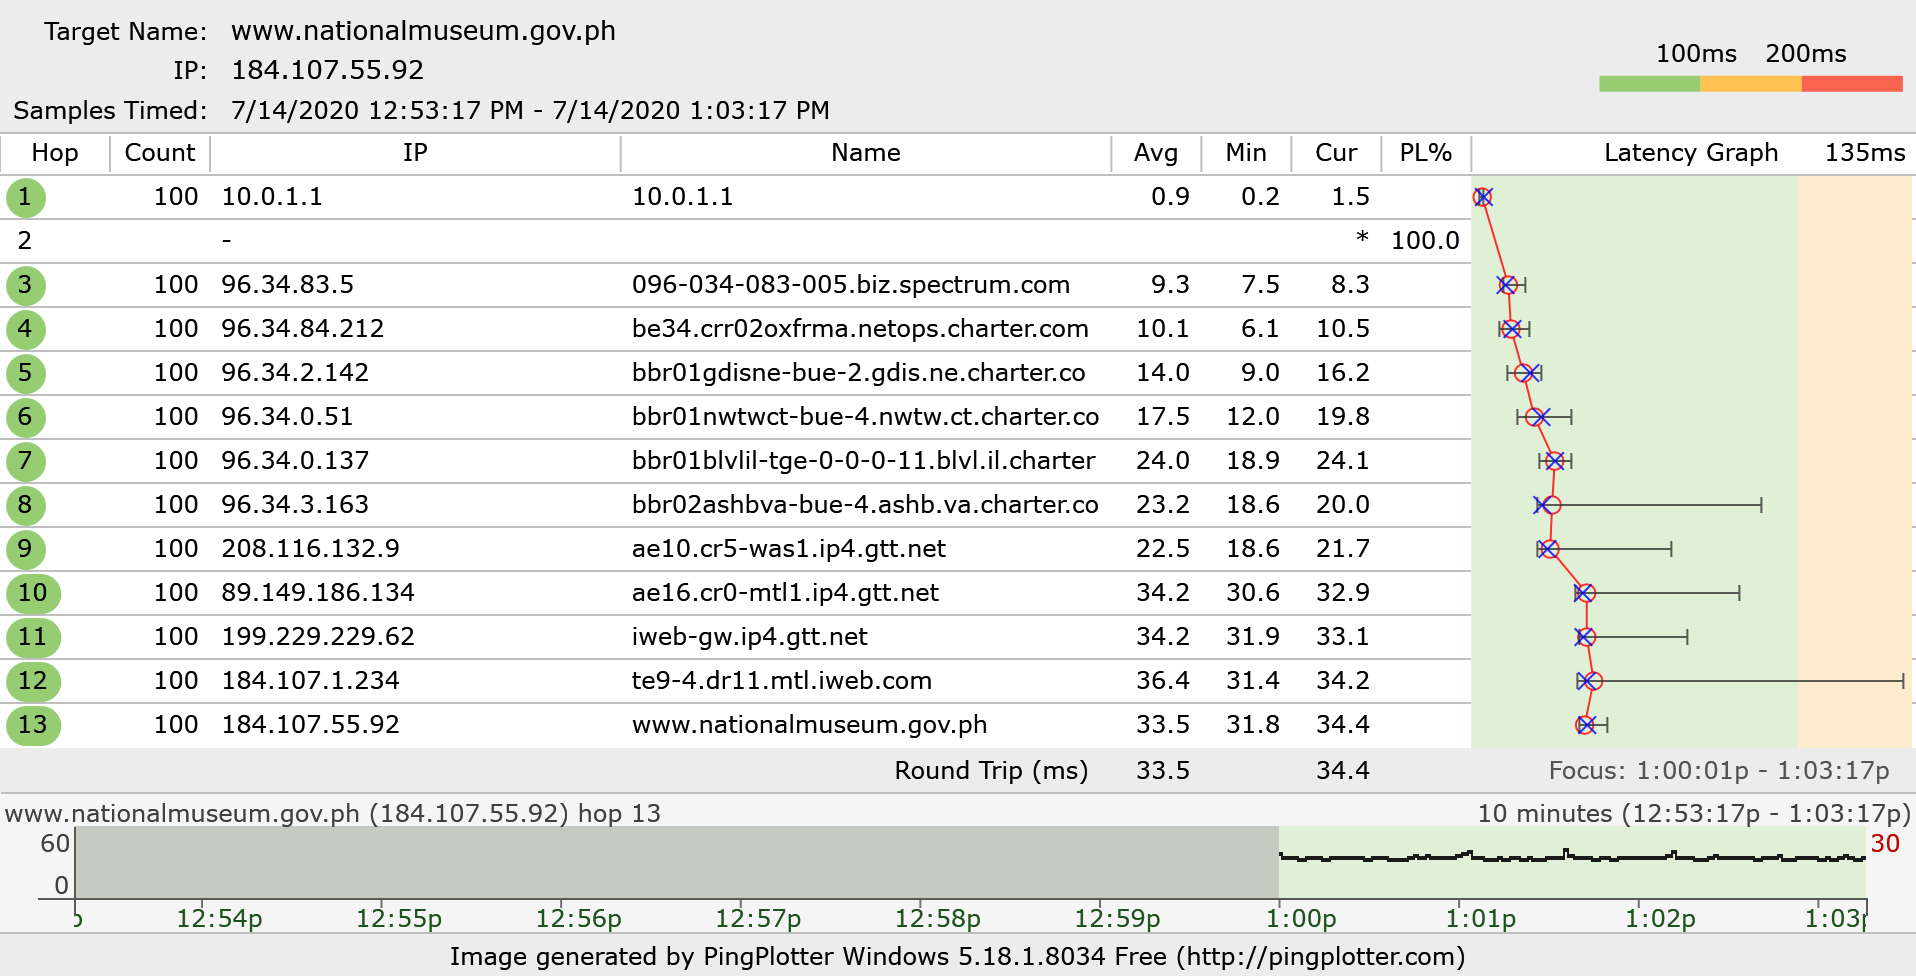 Target Name: www.nationalmuseum.gov.ph
IP: 184.107.55.92
Samples Timed: 7/14/2020 12:53:17 PM - 7/14/2020 1:03:17 PM
100ms 200ms
Hop Count IP Name Avg Min Cur PL% Latency Graph 135ms
1 100 10.0.1.1 10.0.1.1 0.9 0.2 1.5
2 - * 100.0
3 100 96.34.83.5 096-034-083-005.biz.spectrum.com 9.3 7.5 8.3
4 100 96.34.84.212 be34.crr02oxfrma.netops.charter.com 10.1 6.1 10.5
5 100 96.34.2.142 bbr01gdisne-bue-2.gdis.ne.charter.co 14.0 9.0 16.2
6 100 96.34.0.51 bbr01nwtwct-bue-4.nwtw.ct.charter.co 17.5 12.0 19.8
7 100 96.34.0.137 bbr01blvlil-tge-0-0-0-11.blvl.il.charter 24.0 18.9 24.1
8 100 96.34.3.163 bbr02ashbva-bue-4.ashb.va.charter.co 23.2 18.6 20.0
9 100 208.116.132.9 ae10.cr5-was1.ip4.gtt.net 22.5 18.6 21.7
10 100 89.149.186.134 ae16.cr0-mtl1.ip4.gtt.net 34.2 30.6 32.9
11 100 199.229.229.62 iweb-gw.ip4.gtt.net 34.2 31.9 33.1
12 100 184.107.1.234 te9-4.dr11.mtl.iweb.com 36.4 31.4 34.2
13 100 184.107.55.92 www.nationalmuseum.gov.ph 33.5 31.8 34.4
Round Trip (ms) 33.5 34.4 Focus: 1:00:01p - 1:03:17p
www.nationalmuseum.gov.ph (184.107.55.92) hop 13 10 minutes (12:53:17p - 1:03:17p)
60 30
0
12:54p 12:55p 12:56p 12:57p 12:58p 12:59p 1:00p 1:01p 1:02p 1:03p
Image generated by PingPlotter Windows 5.18.1.8034 Free (http://pingplotter.com)